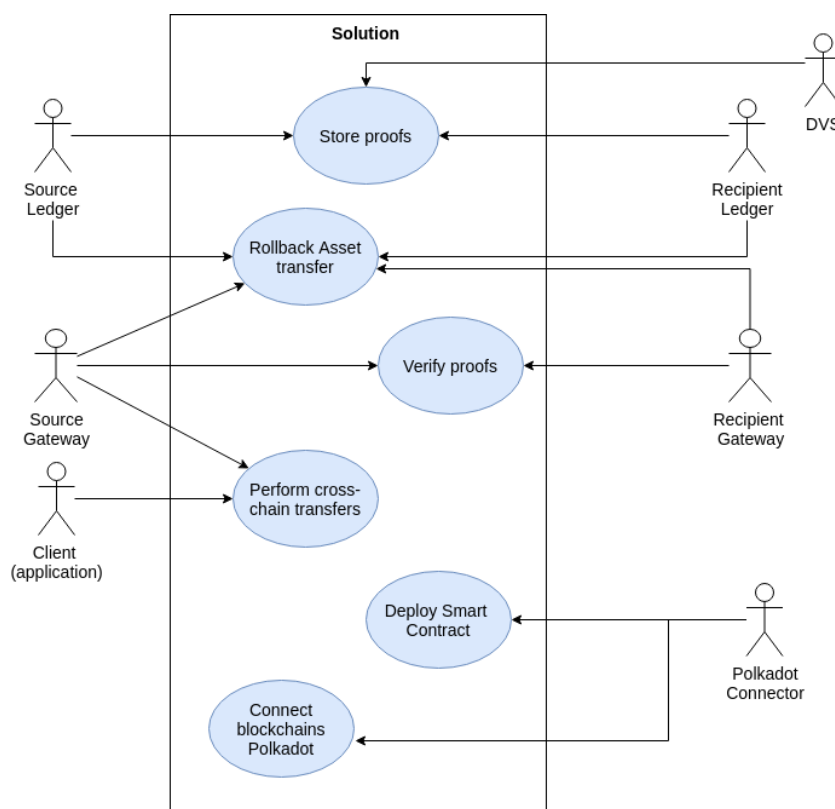 Solution
DVS
Store proofs
Source
Ledger
Recipient
Ledger
Rollback Asset
transfer
Verify proofs
Source
Gateway
Recipient
Gateway
Perform cross-
chain transfers
Client
(application)
Deploy Smart
Contract
Polkadot
Connector
Connect
blockchains
Polkadot